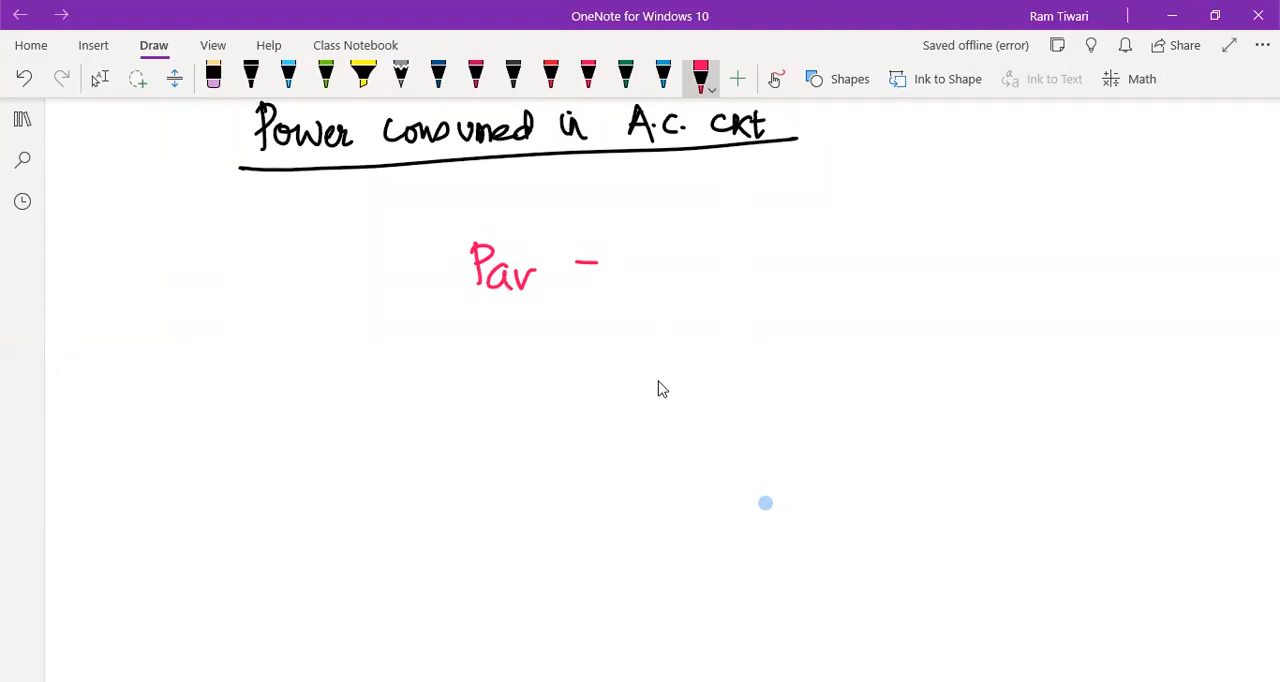 OneNote for Windows 10
Ram Tiwari
Home Insert Draw View Help Class Notebook
Saved offline (error) Share
Shapes Ink to Shape Ink to Text Math
Power consumed in A.C. CKt
Pav -